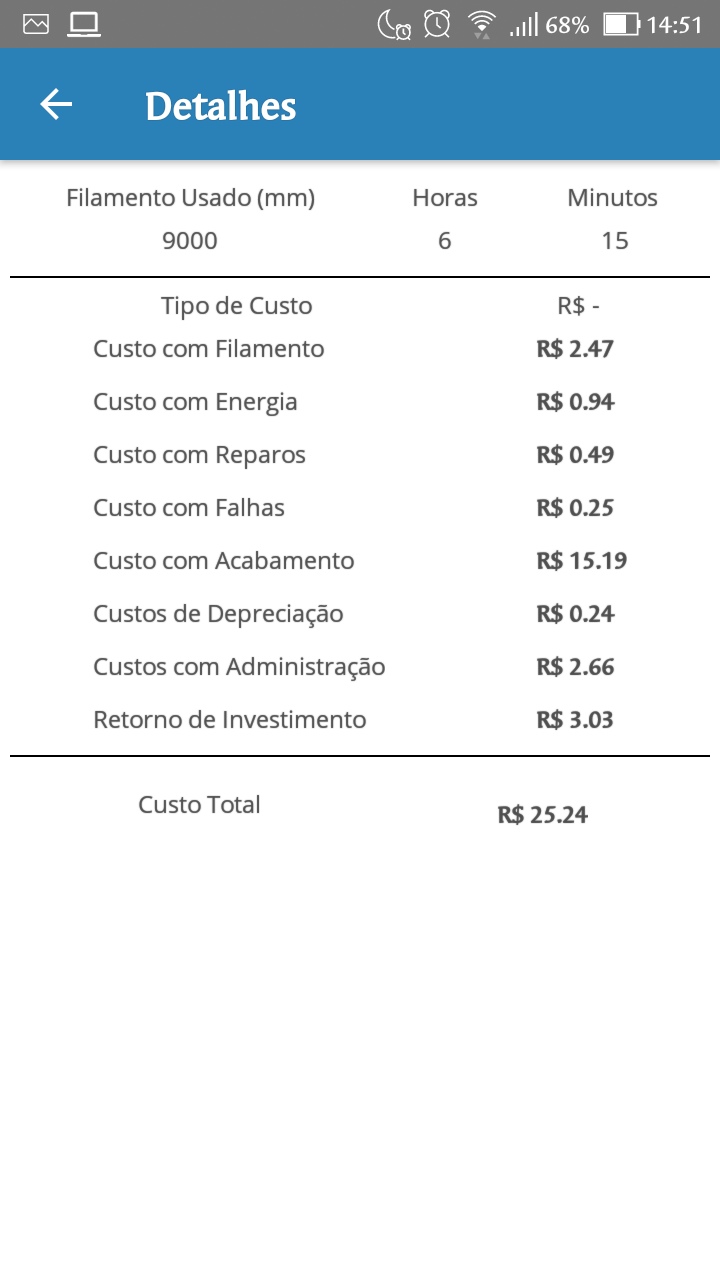 68% 14:51
Detalhes
Filamento Usado (mm) Horas Minutos
9000 6 15
Tipo de Custo R$ -
Custo com Filamento R$ 2.47
Custo com Energia R$ 0.94
Custo com Reparos R$ 0.49
Custo com Falhas R$ 0.25
Custo com Acabamento R$ 15.19
Custos de Depreciação R$ 0.24
Custos com Administração R$ 2.66
Retorno de Investimento R$ 3.03
Custo Total R$ 25.24